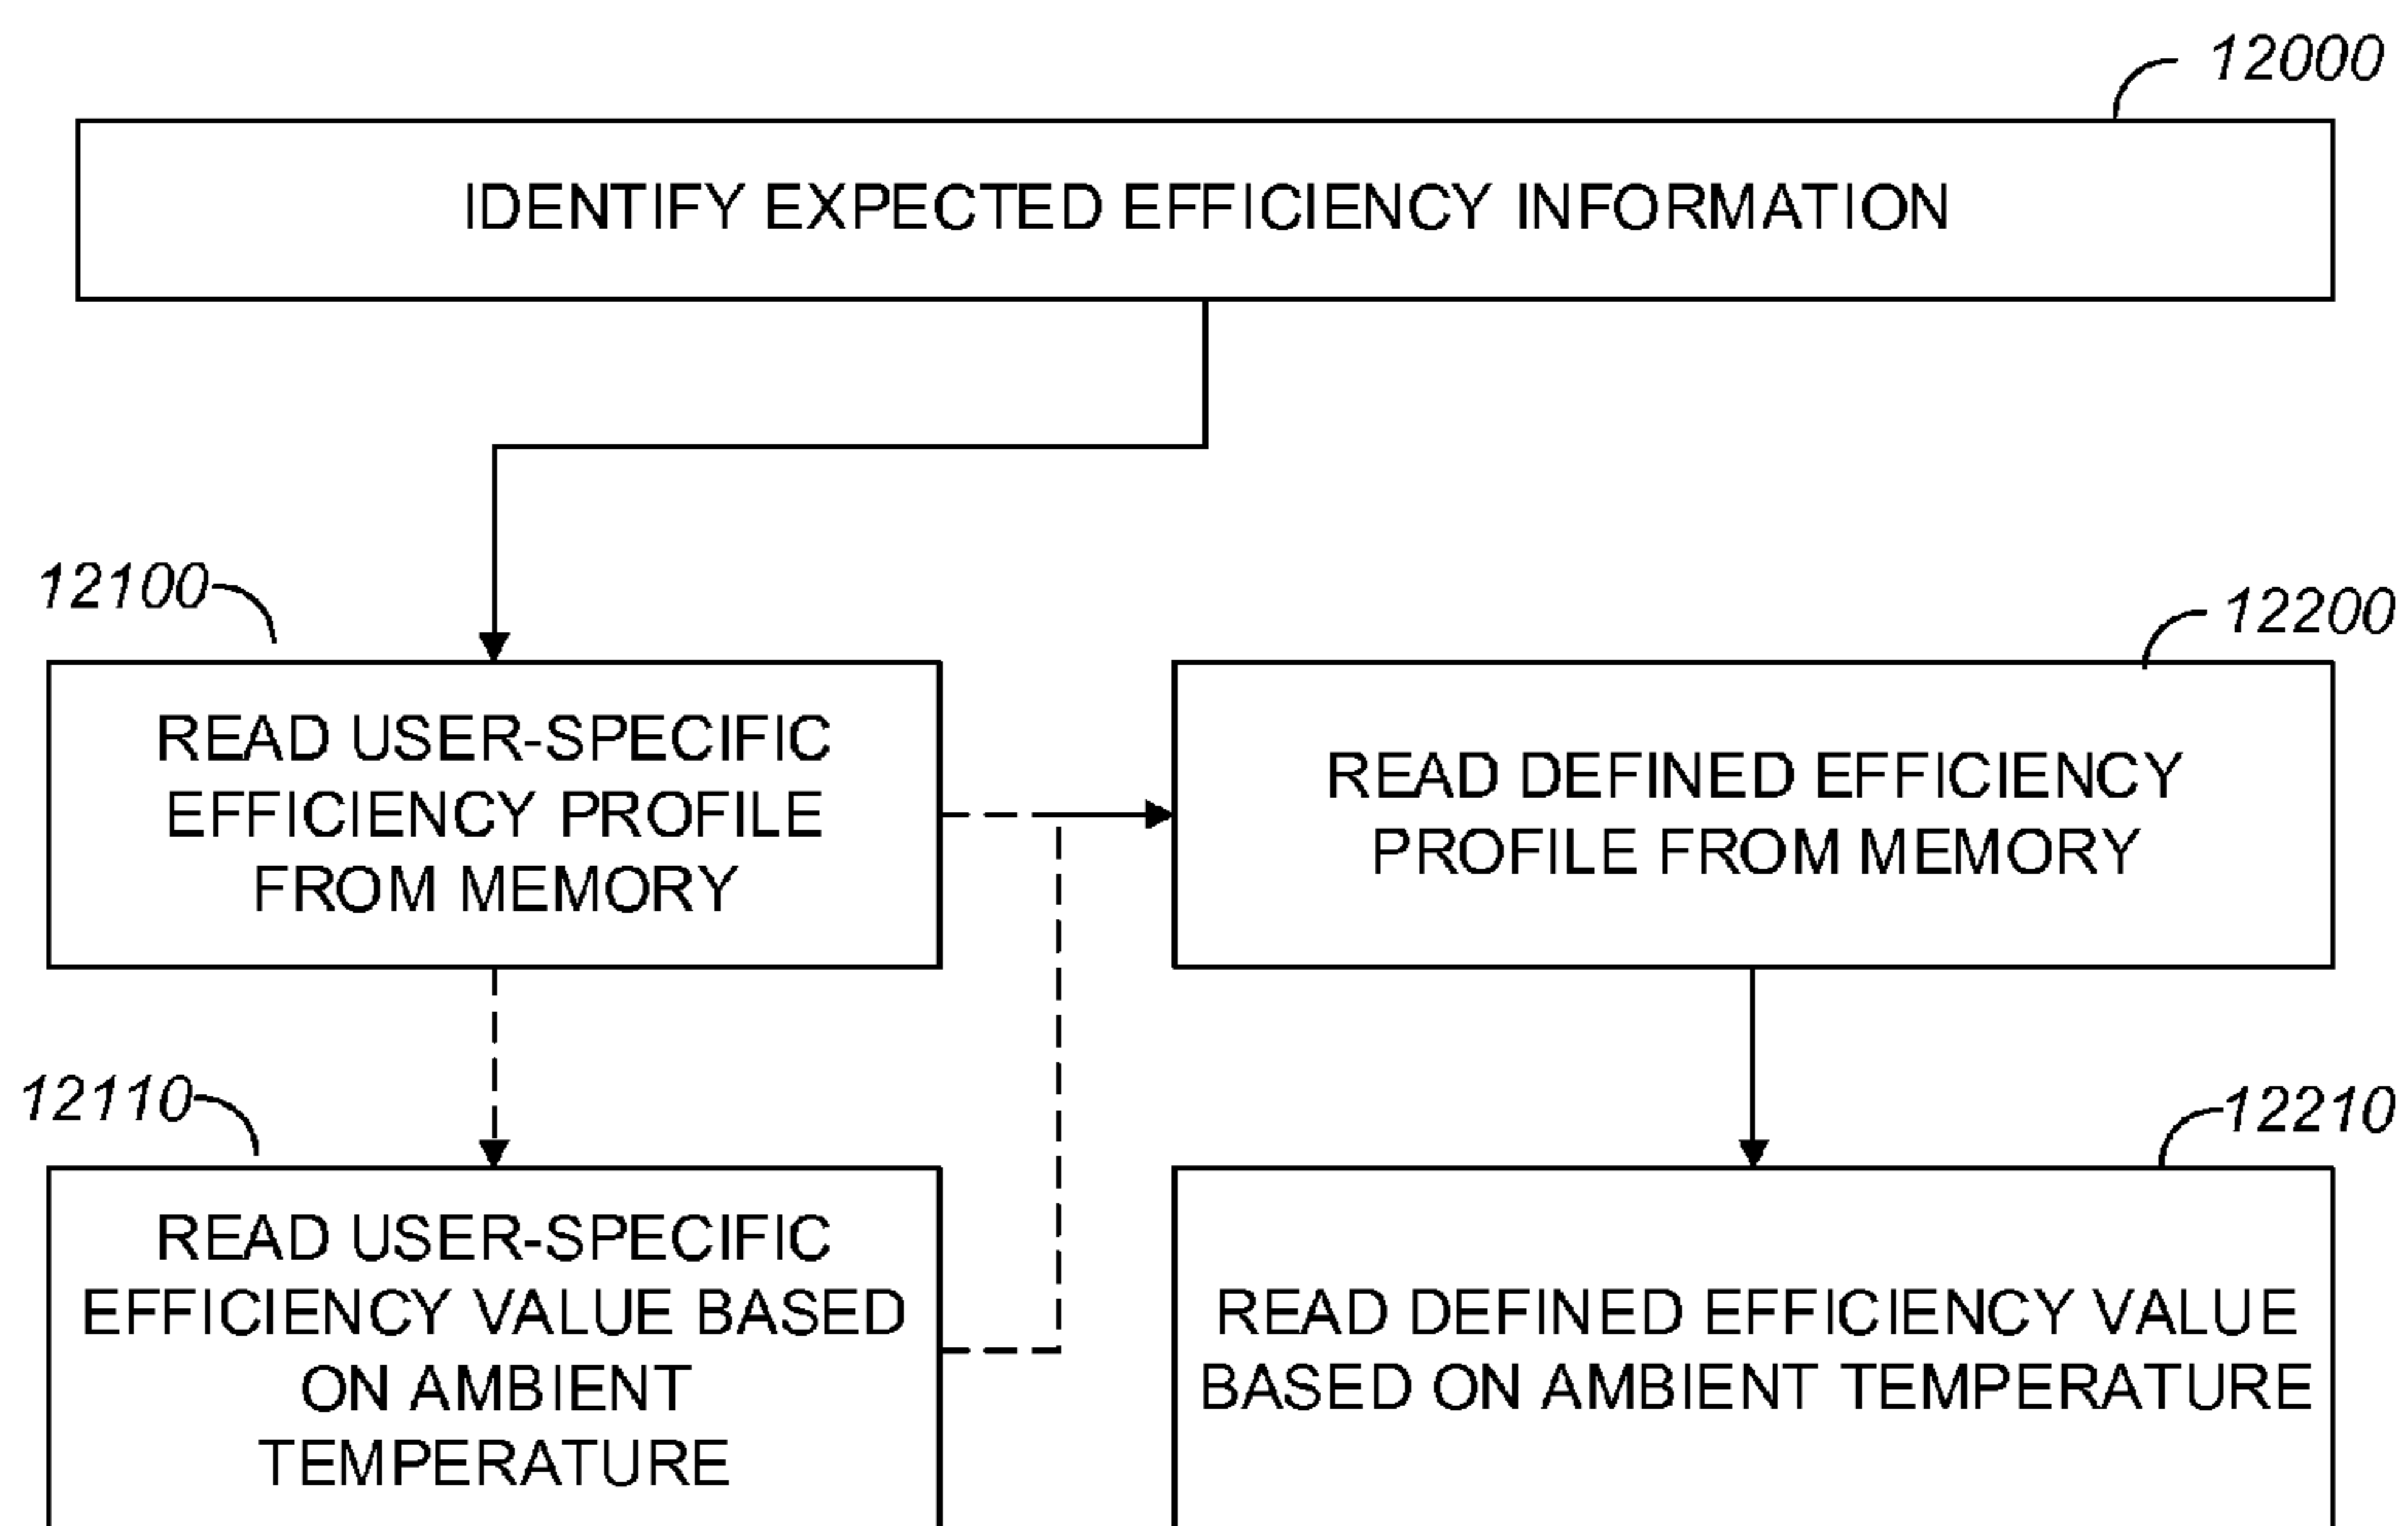 12000
IDENTIFY EXPECTED EFFICIENCY INFORMATION
12100
12200
READ USER-SPECIFIC
EFFICIENCY PROFILE
FROM MEMORY
READ DEFINED EFFICIENCY
PROFILE FROM MEMORY
12110
12210
READ USER-SPECIFIC
EFFICIENCY VALUE BASED
ON AMBIENT
TEMPERATURE
READ DEFINED EFFICIENCY VALUE
BASED ON AMBIENT TEMPERATURE